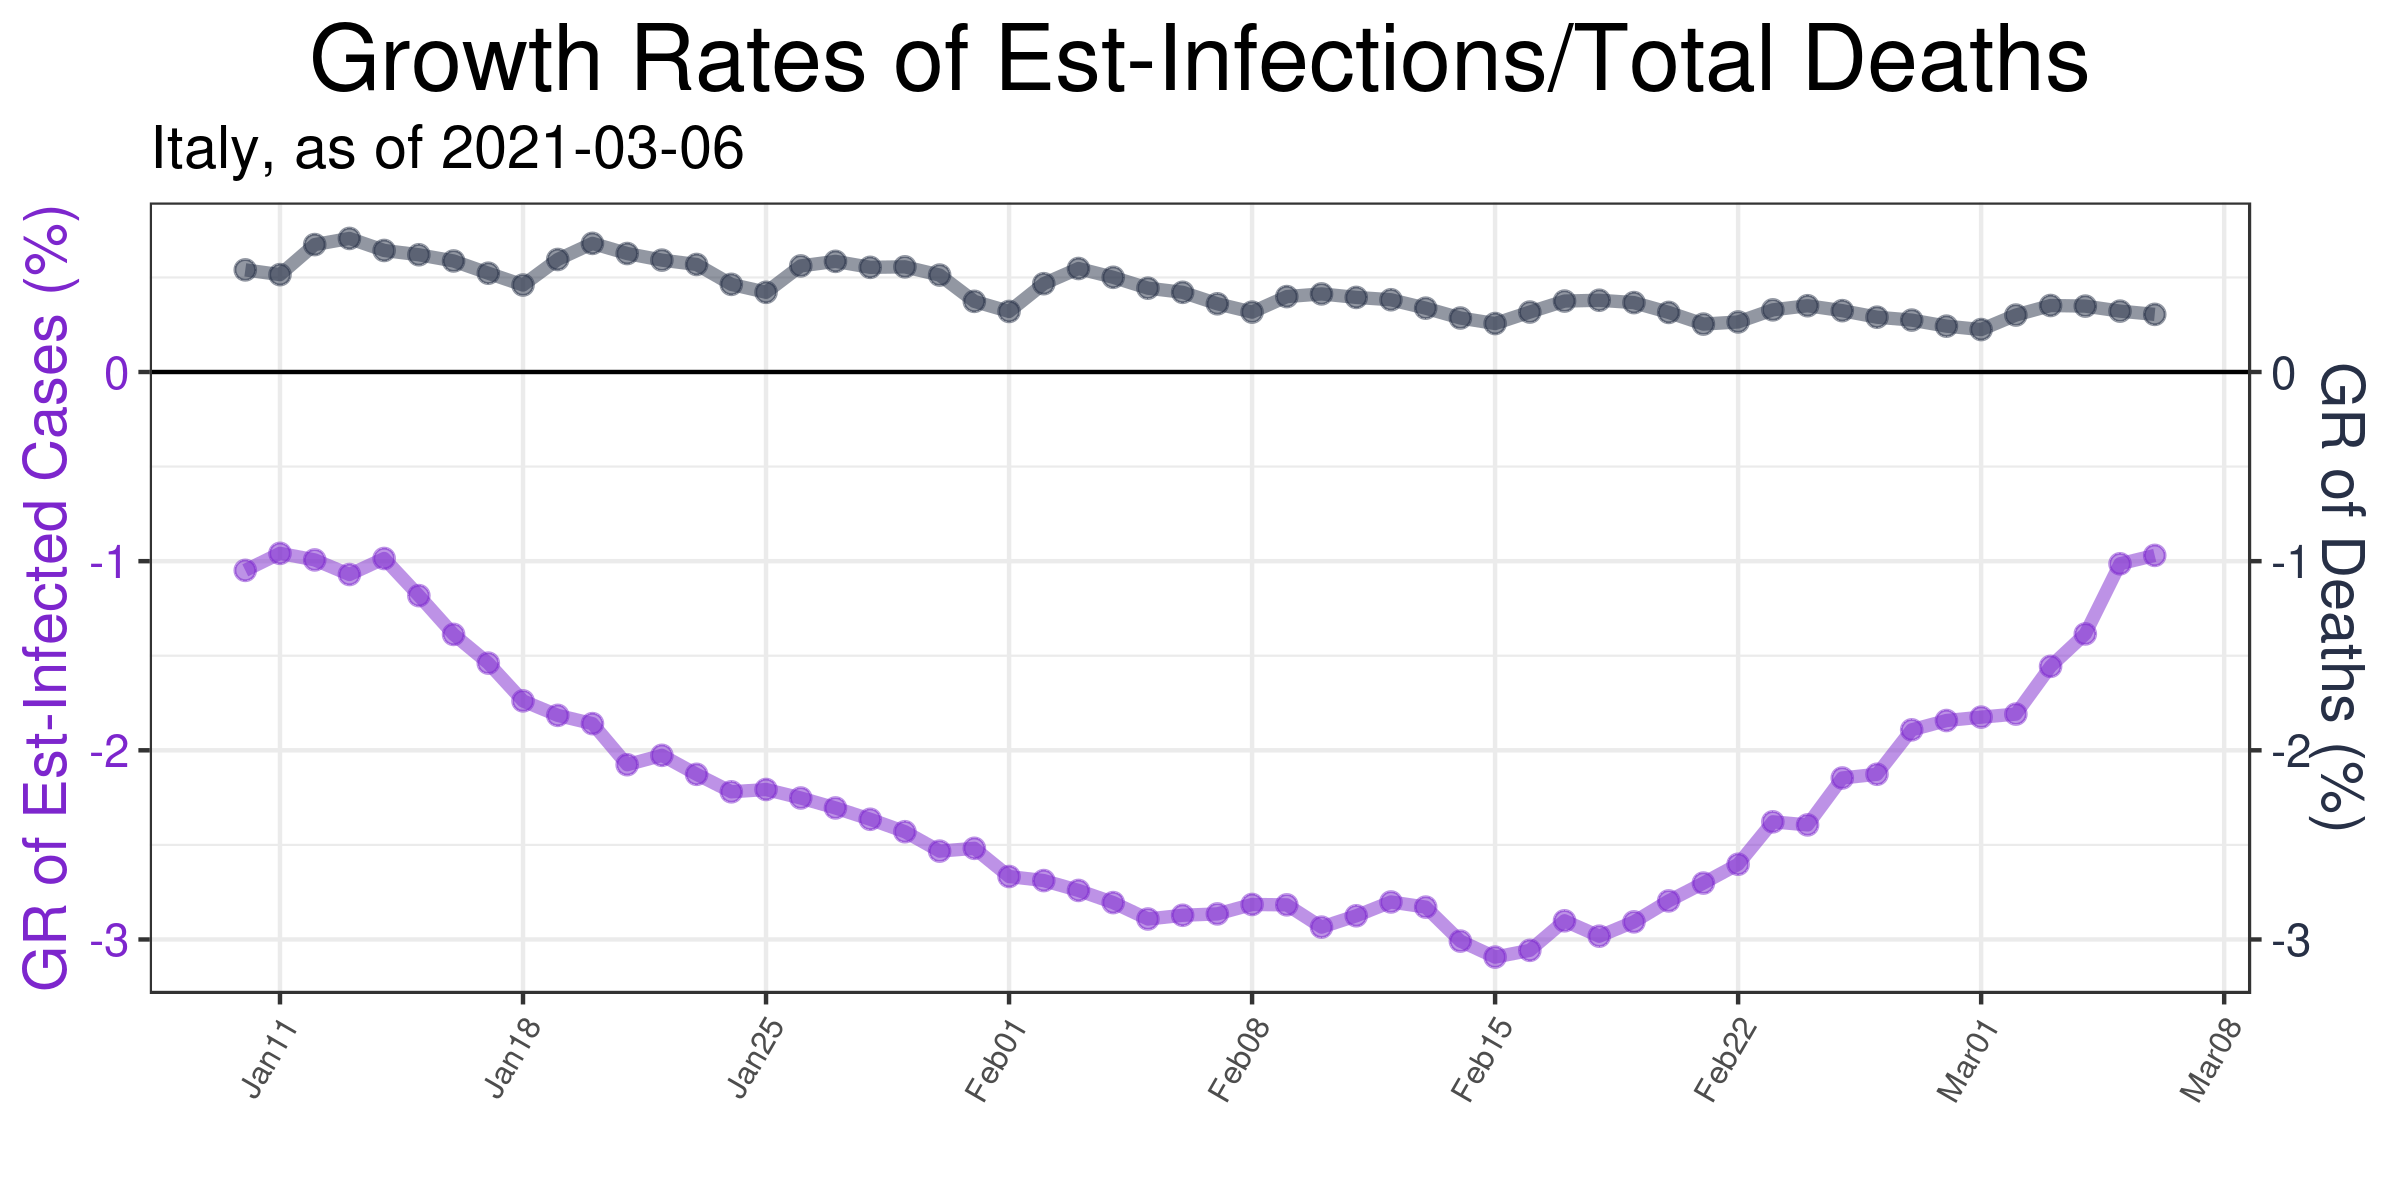 Growth Rates of Est-Infections/Total Deaths
Italy, as of 2021-03-06
GR of Est-Infected Cases (%)
0
-1
-2
-3
0
-1
-2
-3
GR of Deaths (%)
Jan11
Jan18
Jan25
Feb01
Feb08
Feb15
Feb22
Mar01
Mar08